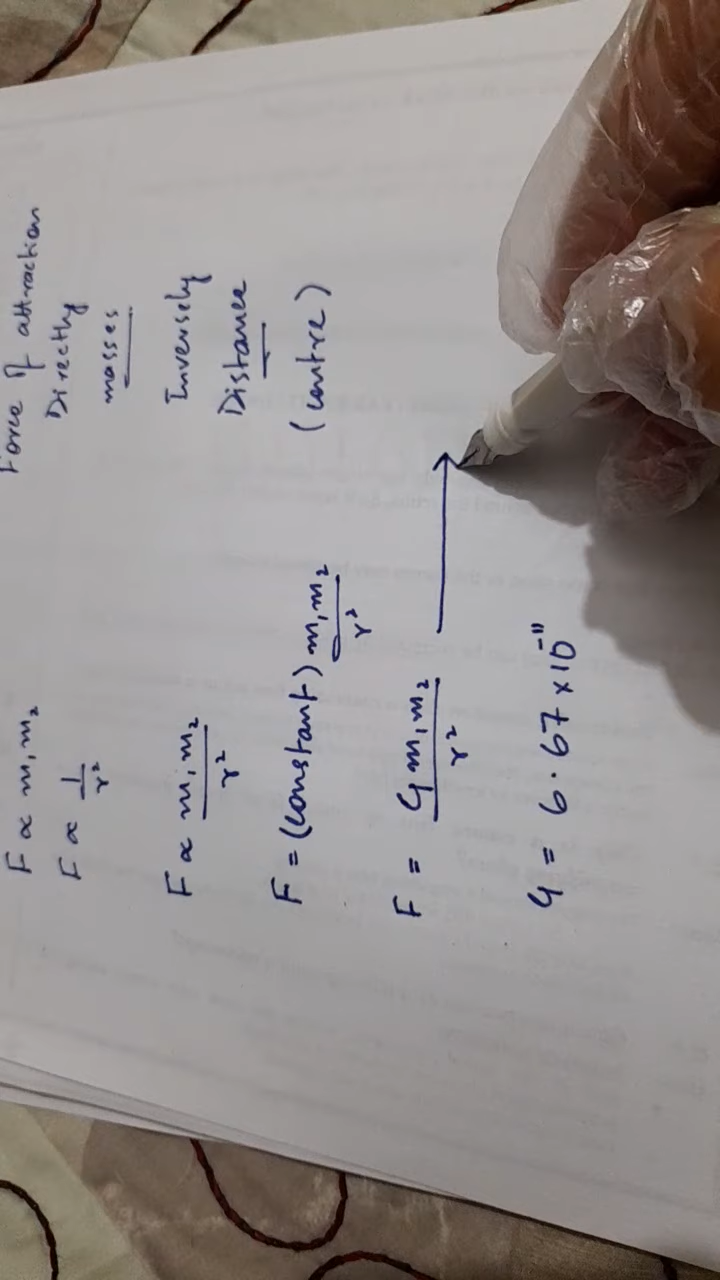 F ∝ m₁m₂ Force of attraction
F ∝ 1/r² Directly
masses
F ∝ m₁m₂/r² Inversely
Distance
F = (constant) m₁m₂/r² (centre)
F = G m₁m₂/r² →
G = 6.67 × 10⁻¹¹